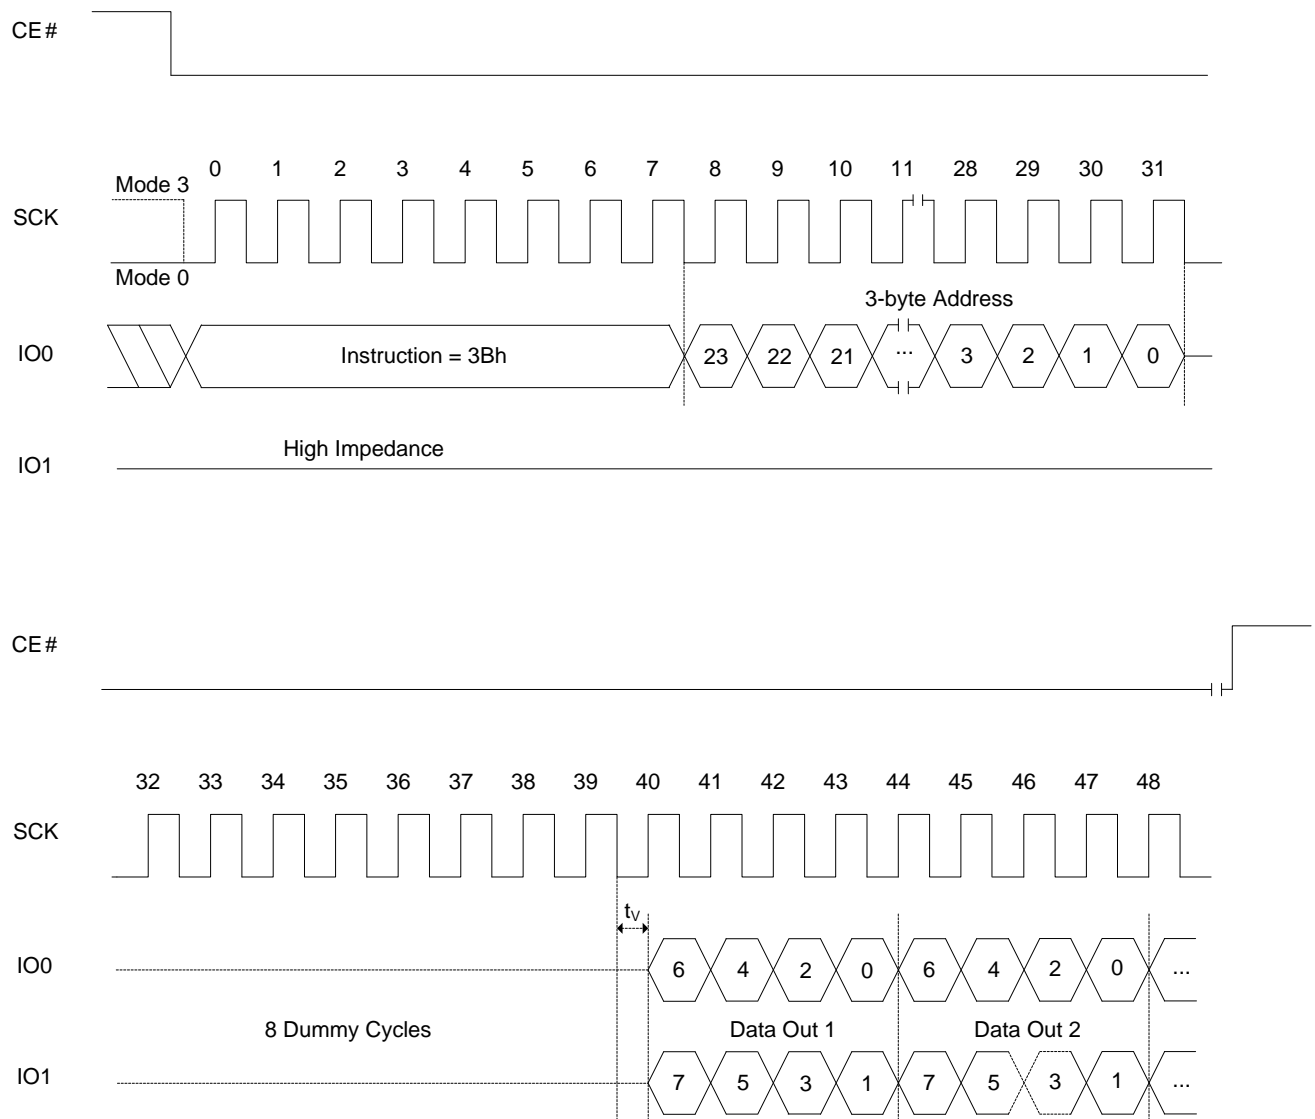 CE#
0 1 2 3 4 5 6 7 8 9 10 11 28 29 30 31
Mode 3
SCK
Mode 0
3-byte Address
IO0 Instruction = 3Bh 23 22 21 ... 3 2 1 0
High Impedance
IO1
CE#
32 33 34 35 36 37 38 39 40 41 42 43 44 45 46 47 48
SCK
tV
IO0 6 4 2 0 6 4 2 0 ...
8 Dummy Cycles Data Out 1 Data Out 2
IO1 7 5 3 1 7 5 3 1 ...